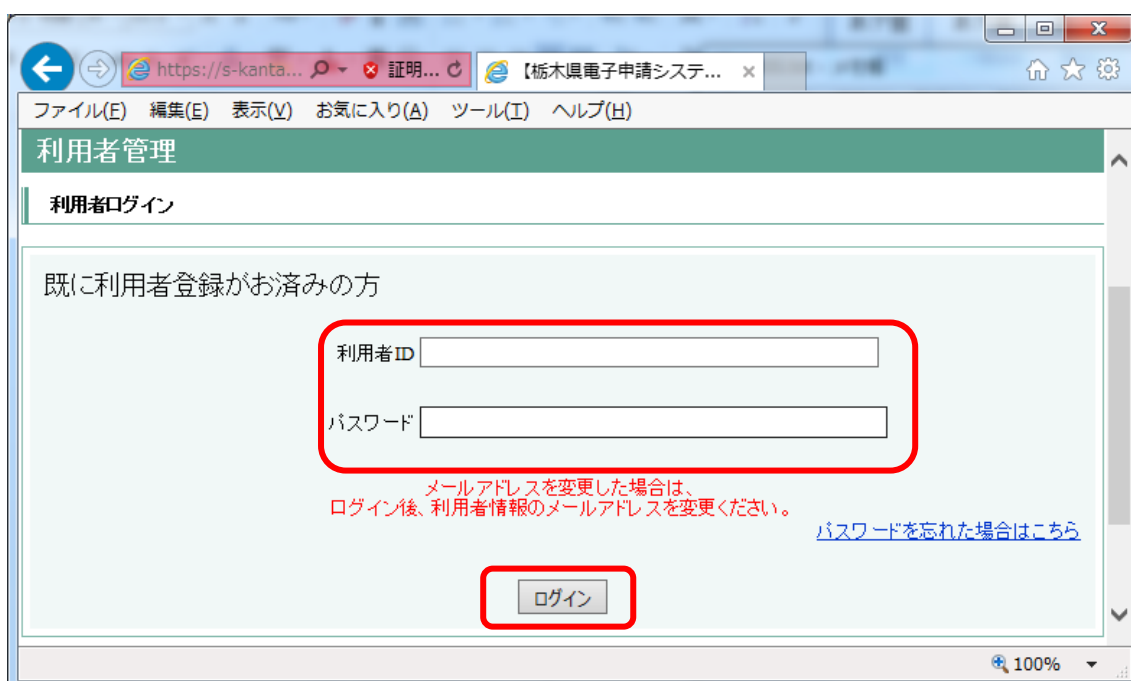 https://s-kanta... 証明... 【栃木県電子申請システ...
ファイル(F) 編集(E) 表示(V) お気に入り(A) ツール(T) ヘルプ(H)
利用者管理
利用者ログイン
既に利用者登録がお済みの方
利用者ID
パスワード
メールアドレスを変更した場合は、
ログイン後、利用者情報のメールアドレスを変更ください。
パスワードを忘れた場合はこちら
ログイン
100%